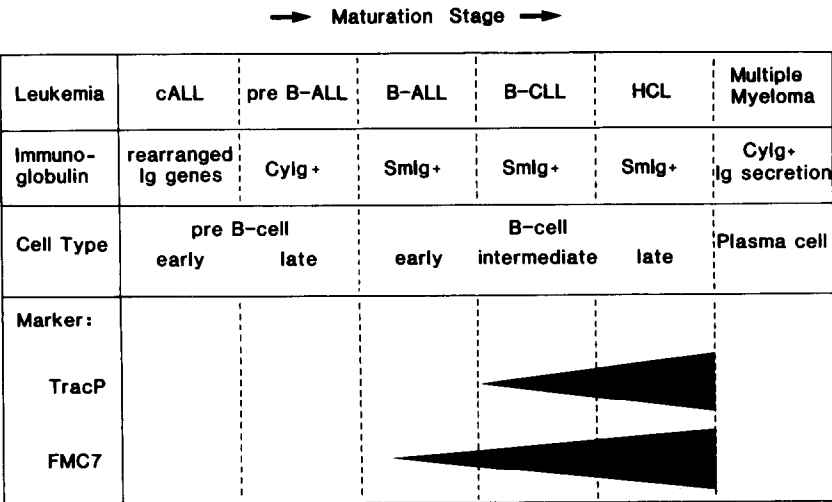 Maturation Stage
Leukemia cALL pre B-ALL B-ALL B-CLL HCL Multiple Myeloma
Immuno-globulin rearranged Ig genes CyIg+ SmIg+ SmIg+ SmIg+ CyIg+ Ig secretion
Cell Type pre B-cell B-cell Plasma cell
early late early intermediate late
Marker:
TracP
FMC7